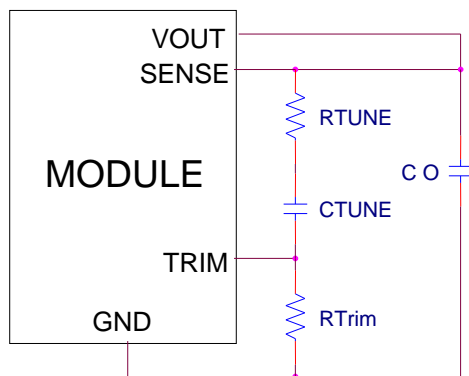 VOUT
SENSE
RTUNE
MODULE
C O
CTUNE
TRIM
GND
RTrim